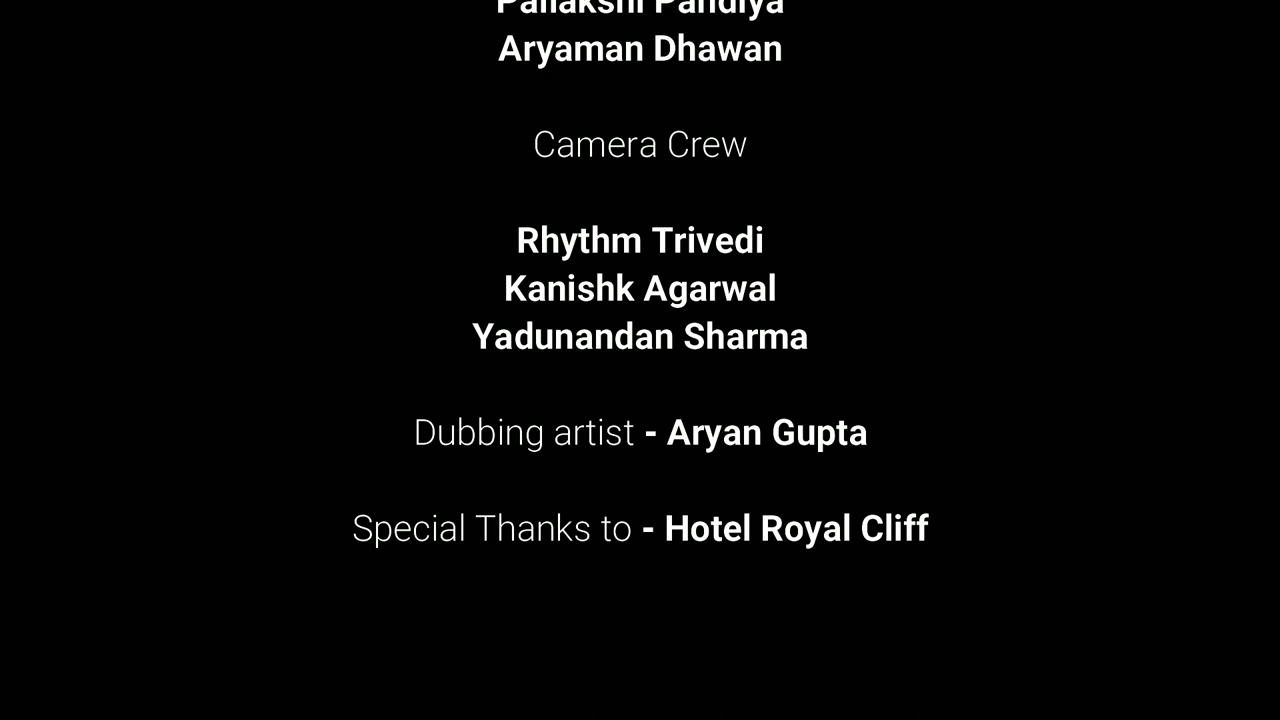 Aryaman Dhawan
Camera Crew
Rhythm Trivedi
Kanishk Agarwal
Yadunandan Sharma
Dubbing artist - Aryan Gupta
Special Thanks to - Hotel Royal Cliff